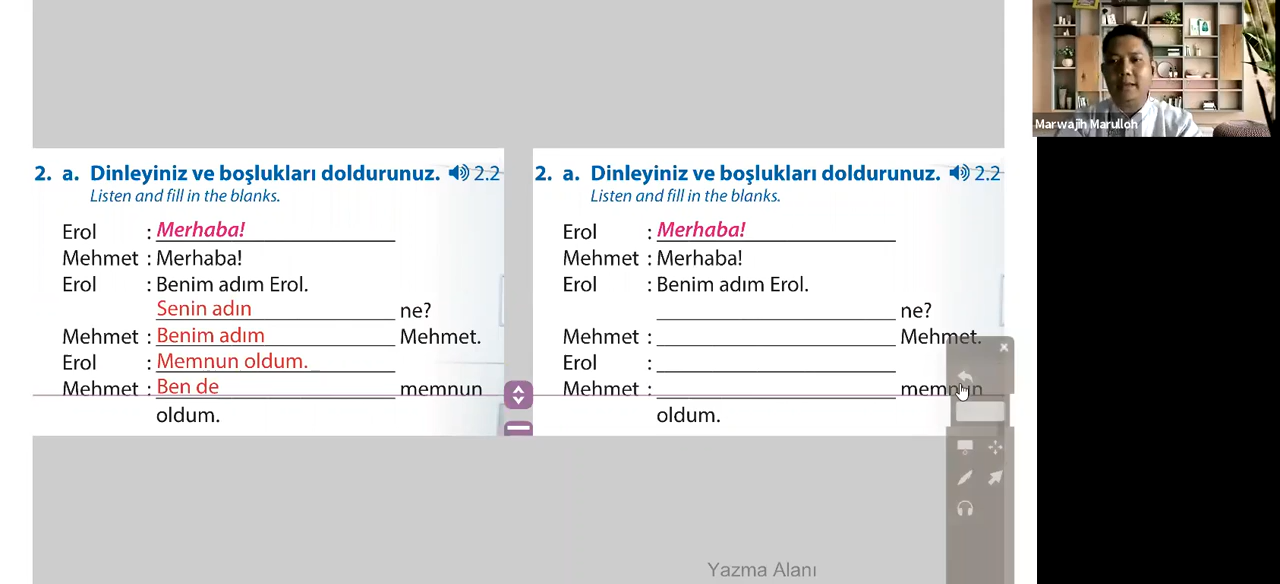 2. a. Dinleyiniz ve boşlukları doldurunuz. 2.2
Listen and fill in the blanks.
Erol : Merhaba!
Mehmet : Merhaba!
Erol : Benim adım Erol.
Senin adın ne?
Mehmet : Benim adım Mehmet.
Erol : Memnun oldum.
Mehmet : Ben de memnun
oldum.
2. a. Dinleyiniz ve boşlukları doldurunuz. 2.2
Listen and fill in the blanks.
Erol : Merhaba!
Mehmet : Merhaba!
Erol : Benim adım Erol.
ne?
Mehmet : Mehmet.
Erol :
Mehmet : memnun
oldum.
Yazma Alanı
Marwajih Marulloh